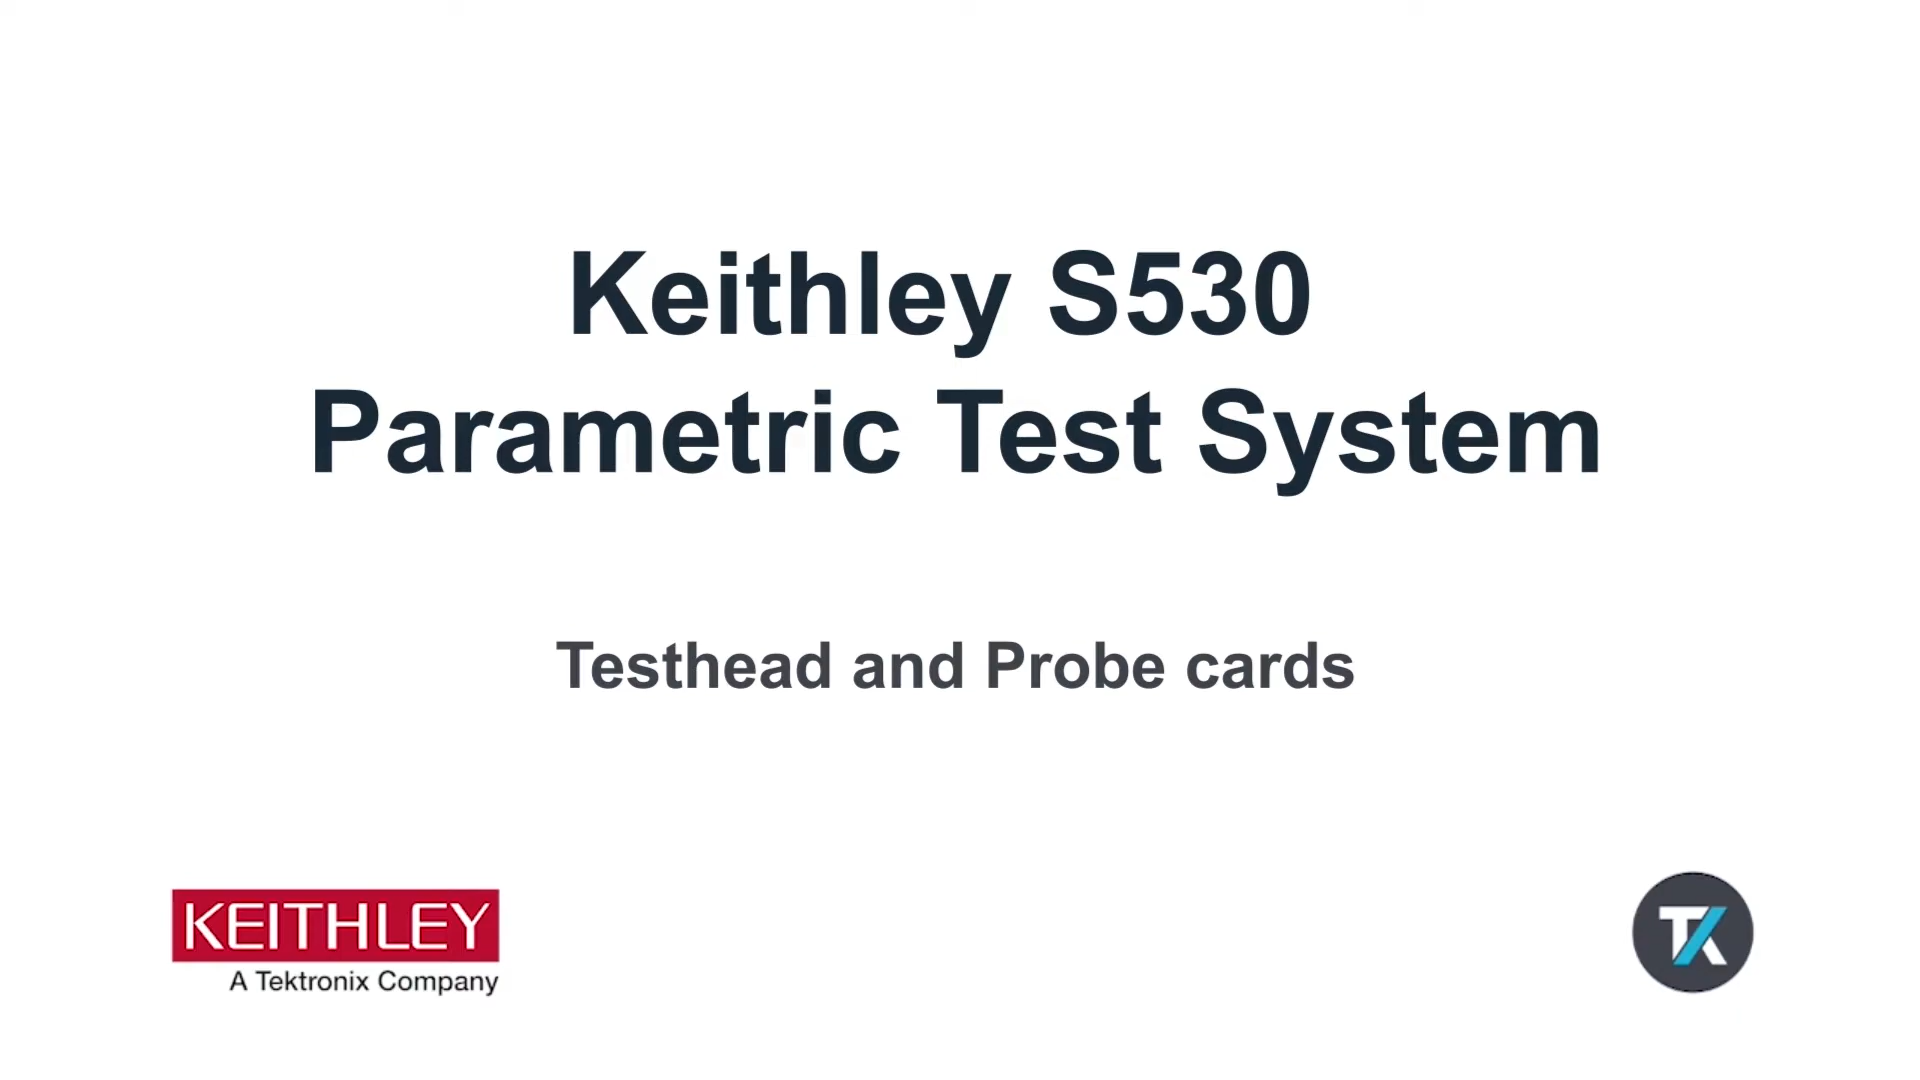 Keithley S530
Parametric Test System
Testhead and Probe cards
KEITHLEY
A Tektronix Company
TK